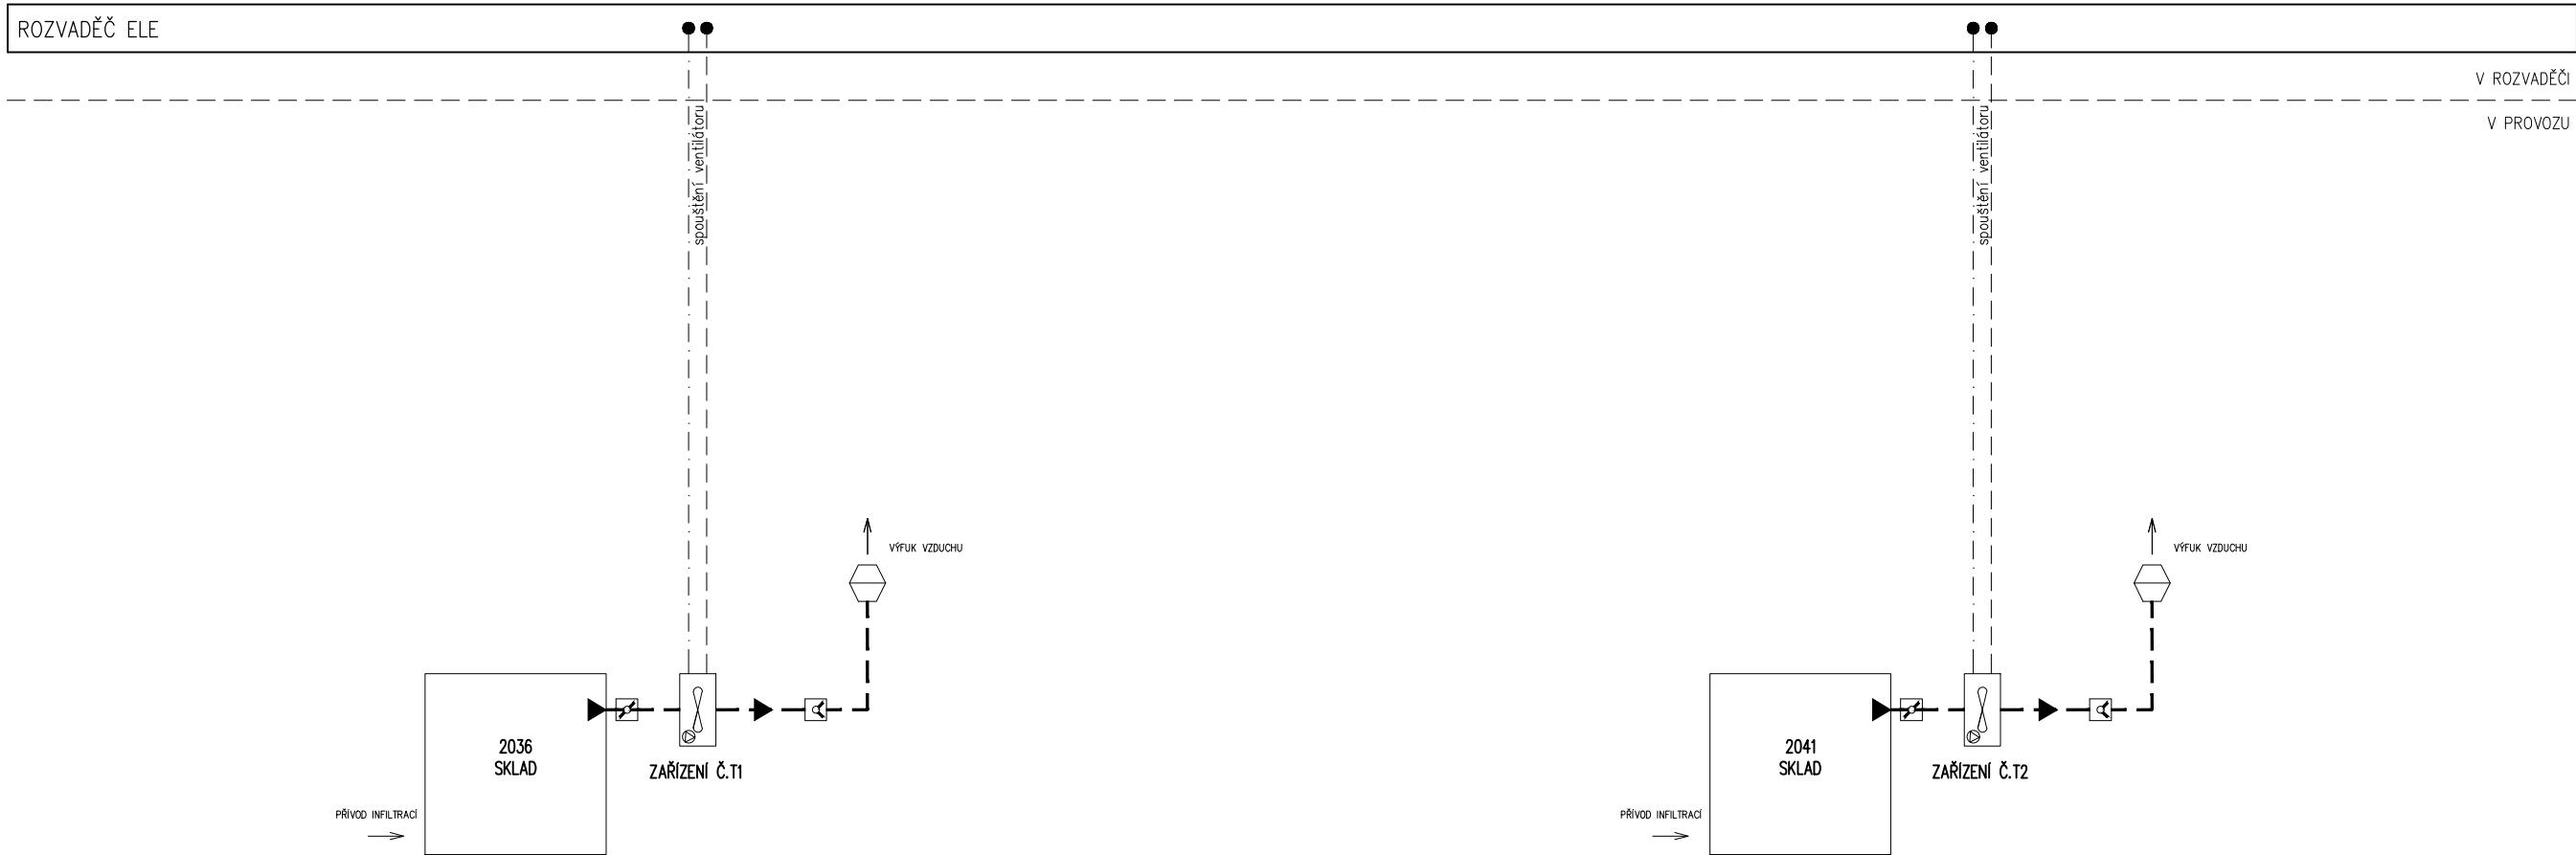 ROZVADĚČ ELE
V ROZVADĚČI
V PROVOZU
spouštění ventilátoru
spouštění ventilátoru
VÝFUK VZDUCHU
VÝFUK VZDUCHU
2036
SKLAD
ZAŘÍZENÍ Č.T1
2041
SKLAD
ZAŘÍZENÍ Č.T2
PŘÍVOD INFILTRACÍ
PŘÍVOD INFILTRACÍ